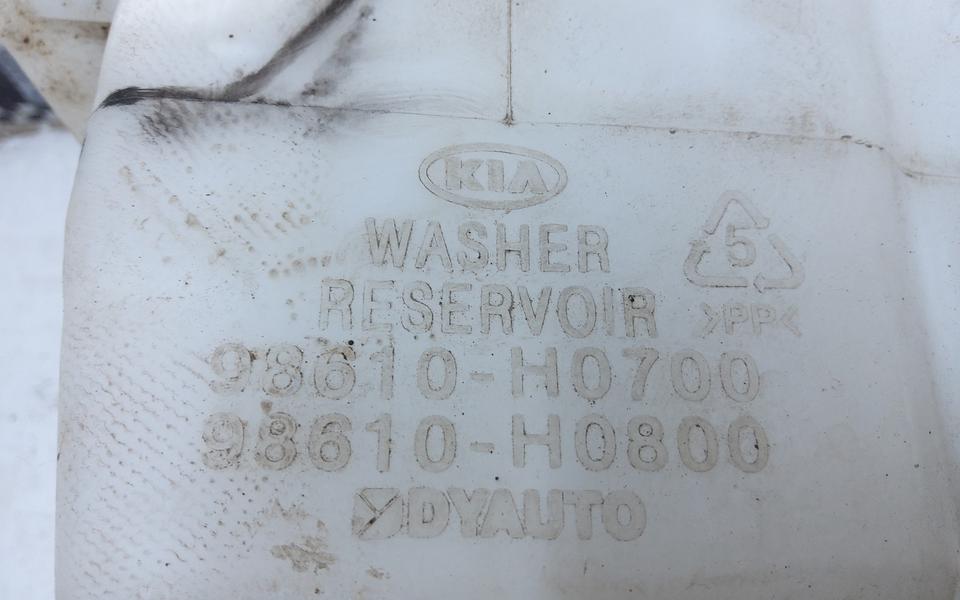 KIA
WASHER
RESERVOIR
5
>PP<
98610-H0700
98610-H0800
DYAUTO